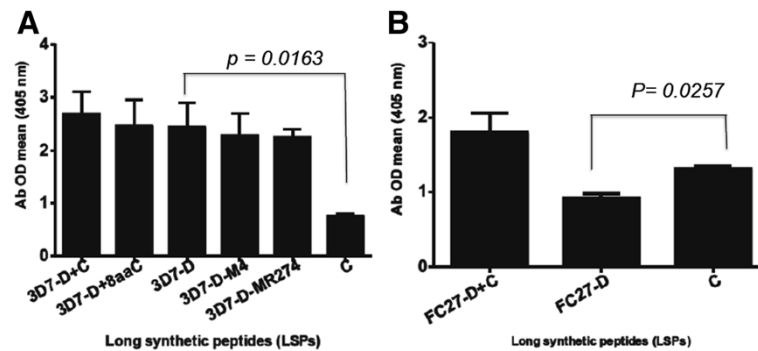 A
Ab OD mean (405 nm)
4
3
2
1
0
p = 0.0163
3D7-D+C
3D7-D+8aaC
3D7-D
3D7-D-M4
3D7-D-MR274
C
Long synthetic peptides (LSPs)
B
Ab OD mean (405 nm)
3
2
1
0
P= 0.0257
FC27-D+C
FC27-D
C
Long synthetic peptides (LSPs)